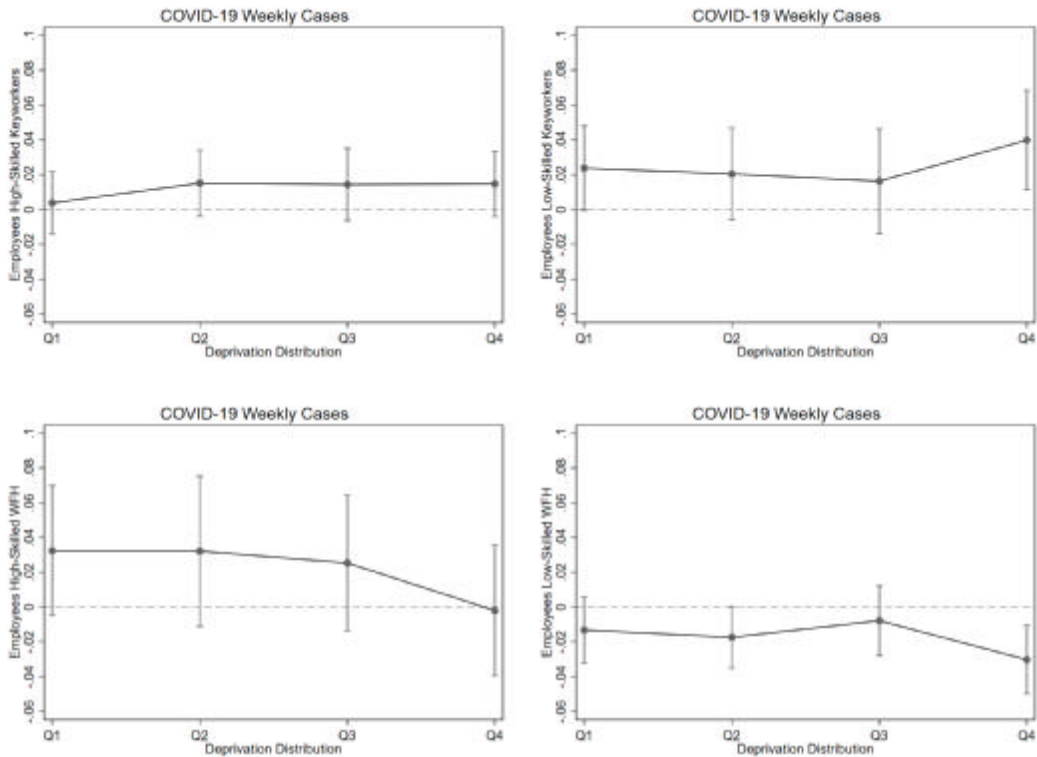 COVID-19 Weekly Cases
Employees High-Skilled Keyworkers
.1
.08
.06
.04
.02
0
-.02
-.04
-.06
Q1 Q2 Q3 Q4
Deprivation Distribution
COVID-19 Weekly Cases
Employees Low-Skilled Keyworkers
.1
.08
.06
.04
.02
0
-.02
-.04
-.06
Q1 Q2 Q3 Q4
Deprivation Distribution
COVID-19 Weekly Cases
Employees High-Skilled WFH
.1
.08
.06
.04
.02
0
-.02
-.04
-.06
Q1 Q2 Q3 Q4
Deprivation Distribution
COVID-19 Weekly Cases
Employees Low-Skilled WFH
.1
.08
.06
.04
.02
0
-.02
-.04
-.06
Q1 Q2 Q3 Q4
Deprivation Distribution